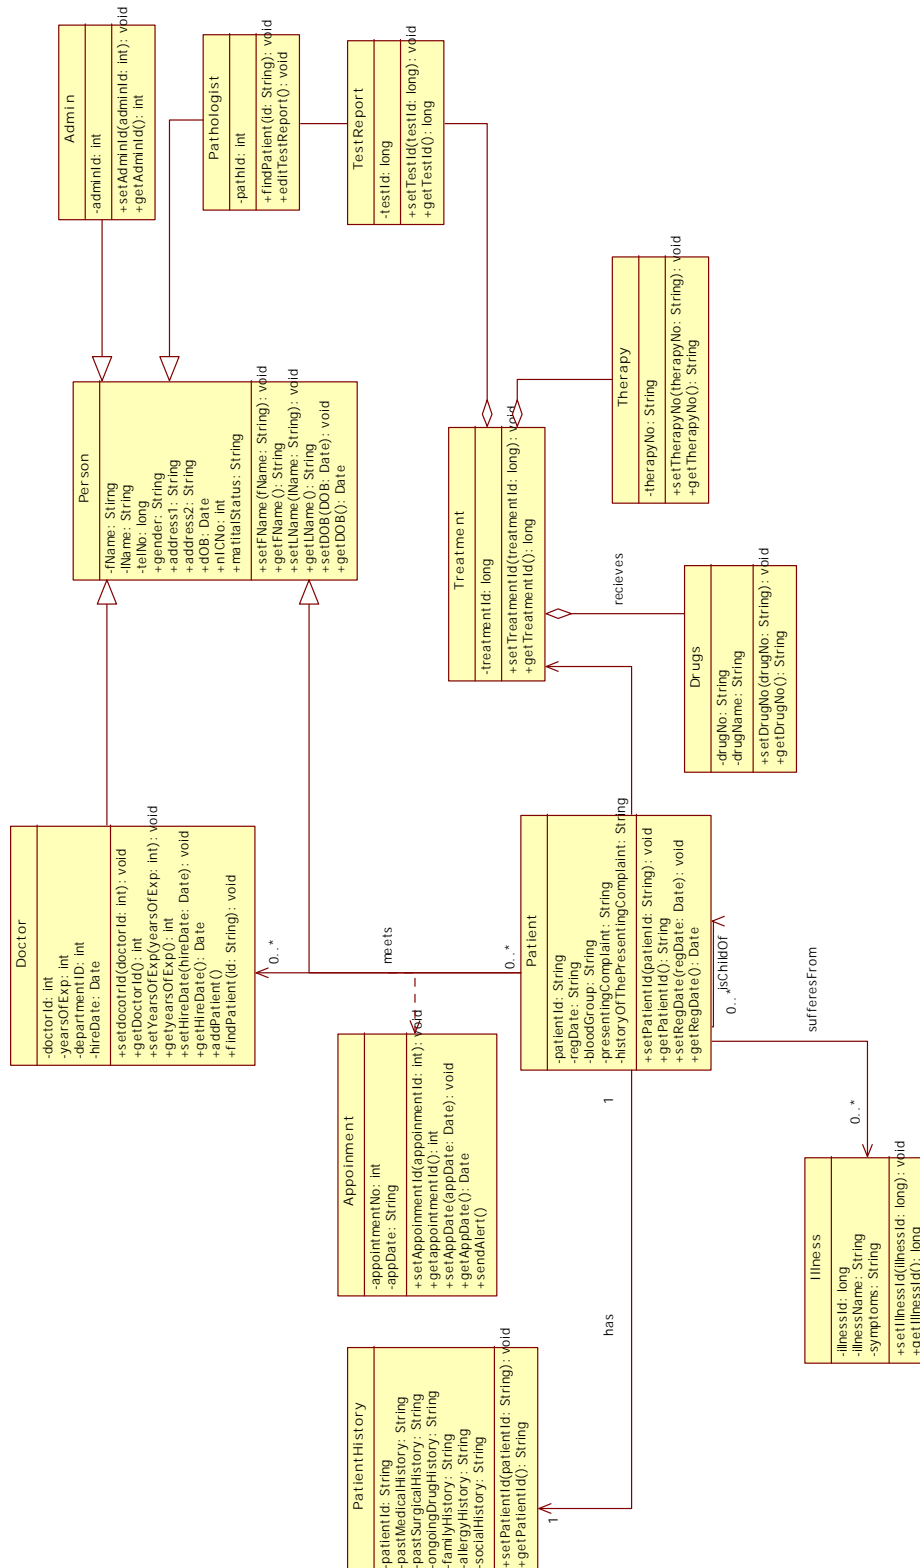 Doctor
-doctorId: int
-yearsOfExp: int
-departmentID: int
-hireDate: Date
+setdocotrId(doctorId: int): void
+getDoctorId(): int
+setYearsOfExp(yearsOfExp: int): void
+getyearsOfExp(): int
+setHireDate(hireDate: Date): void
+getHireDate(): Date
+addPatient()
+findPatient(id: String): void
Admin
-adminId: int
+setAdminId(adminId: int): void
+getAdminId(): int
Person
-fName: Stirng
-lName: String
-telNo: long
+gender: String
+address1: String
+address2: String
+dOB: Date
+nICNo: int
+matitalStatus: String
+setFName(fName: String): void
+getFName(): String
+setLName(lName: String): void
+getLName(): String
+setDOB(DOB: Date): void
+getDOB(): Date
Pathologist
-pathId: int
+findPatient(id: String): void
+editTestReport(): void
TestReport
-testId: long
+setTestId(testId: long): void
+getTestId(): long
0..*
meets
0..*
Appoinment
-appointmentNo: int
-appDate: String
+setAppoinmentId(appoinmentId: int): void
+getappointmentId(): int
+setAppDate(appDate: Date): void
+getAppDate(): Date
+sendAlert()
PatientHistory
-patientId: String
-pastMedicalHistory: String
-pastSurgicalHistory: String
-ongoingDrugHistory: String
-familyHistory: String
-allergyHistory: String
-socialHistory: String
+setPatientId(patientId: String): void
+getPatientId(): String
1
has
1
Treatment
-treatmentId: long
+setTreatmentId(treatmentId: long): void
+getTreatmentId(): long
Patient
-patientId: String
-regDate: String
-bloodGroup: String
-presentingComplaint: String
-historyOfThePresentingComplaint: String
+setPatientId(patienId: String): void
+getPatientId(): String
+setRegDate(regDate: Date): void
+getRegDate(): Date
Therapy
-therapyNo: String
+setTherapyNo(therapyNo: String): void
+getTherapyNo(): String
recieves
Drugs
-drugNo: String
-drugName: String
+setDrugNo(drugNo: String): void
+getDrugNo(): String
isChildOf
0..*
sufferesFrom
0..*
Illness
-illnessId: long
-illnessName: String
-symptoms: String
+setIllnessId(illnessId: long): void
+getIllnessId(): long